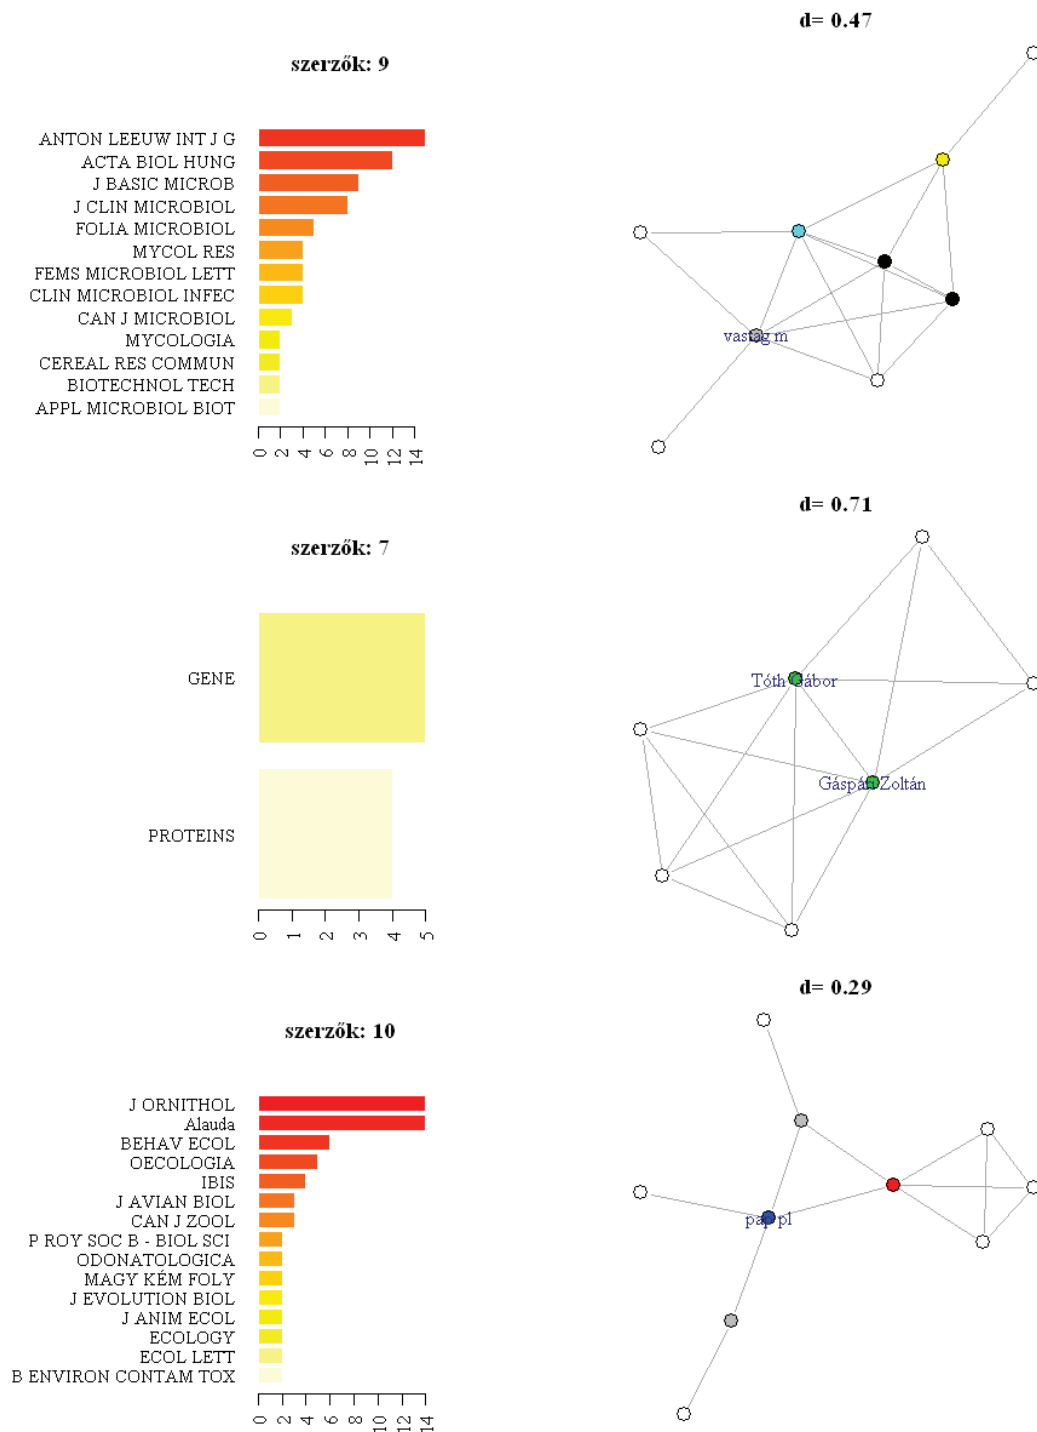 d= 0.47
szerzők: 9
ANTON LEEUW INT J G
ACTA BIOL HUNG
J BASIC MICROB
J CLIN MICROBIOL
FOLIA MICROBIOL
MYCOL RES
FEMS MICROBIOL LETT
CLIN MICROBIOL INFEC
CAN J MICROBIOL
MYCOLOGIA
CEREAL RES COMMUN
BIOTECHNOL TECH
APPL MICROBIOL BIOT
0 2 4 6 8 10 12 14
vastag m
d= 0.71
szerzők: 7
GENE
PROTEINS
0 1 2 3 4 5
Tóth Gábor
Gáspári Zoltán
d= 0.29
szerzők: 10
J ORNITHOL
Alauda
BEHAV ECOL
OECOLOGIA
IBIS
J AVIAN BIOL
CAN J ZOOL
P ROY SOC B - BIOL SCI
ODONATOLOGICA
MAGY KÉM FOLY
J EVOLUTION BIOL
J ANIM ECOL
ECOLOGY
ECOL LETT
B ENVIRON CONTAM TOX
0 2 4 6 8 10 12 14
pap pl